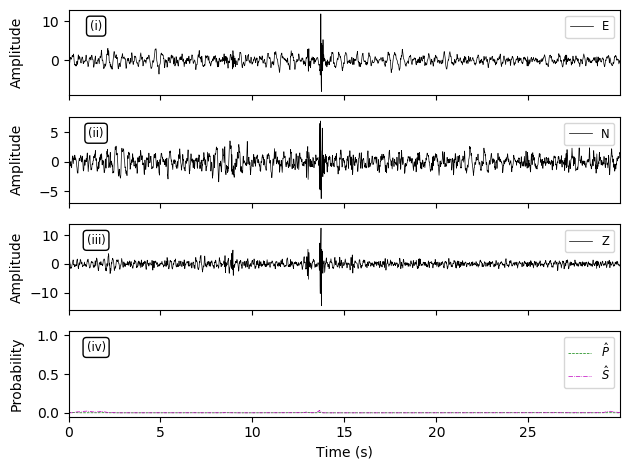 (i)
E
10
0
Amplitude
(ii)
N
5
0
−5
Amplitude
(iii)
Z
10
0
−10
Amplitude
(iv)
P̂
Ŝ
1.0
0.5
0.0
Probability
0 5 10 15 20 25
Time (s)